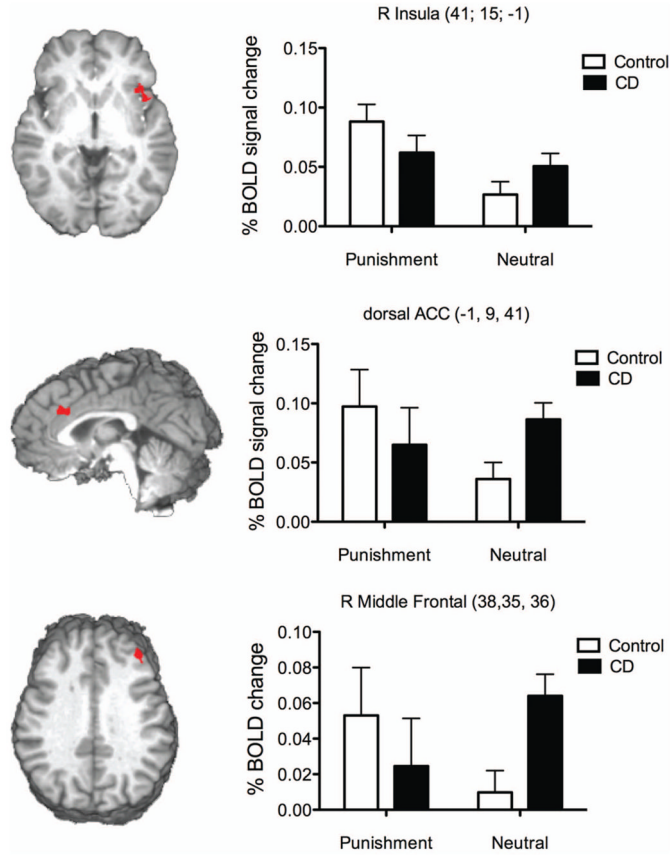 R Insula (41; 15; -1)
% BOLD signal change
0.15
0.10
0.05
0.00
Control
CD
Punishment Neutral
dorsal ACC (-1, 9, 41)
% BOLD signal change
0.15
0.10
0.05
0.00
Control
CD
Punishment Neutral
R Middle Frontal (38,35, 36)
% BOLD change
0.10
0.08
0.06
0.04
0.02
0.00
Control
CD
Punishment Neutral